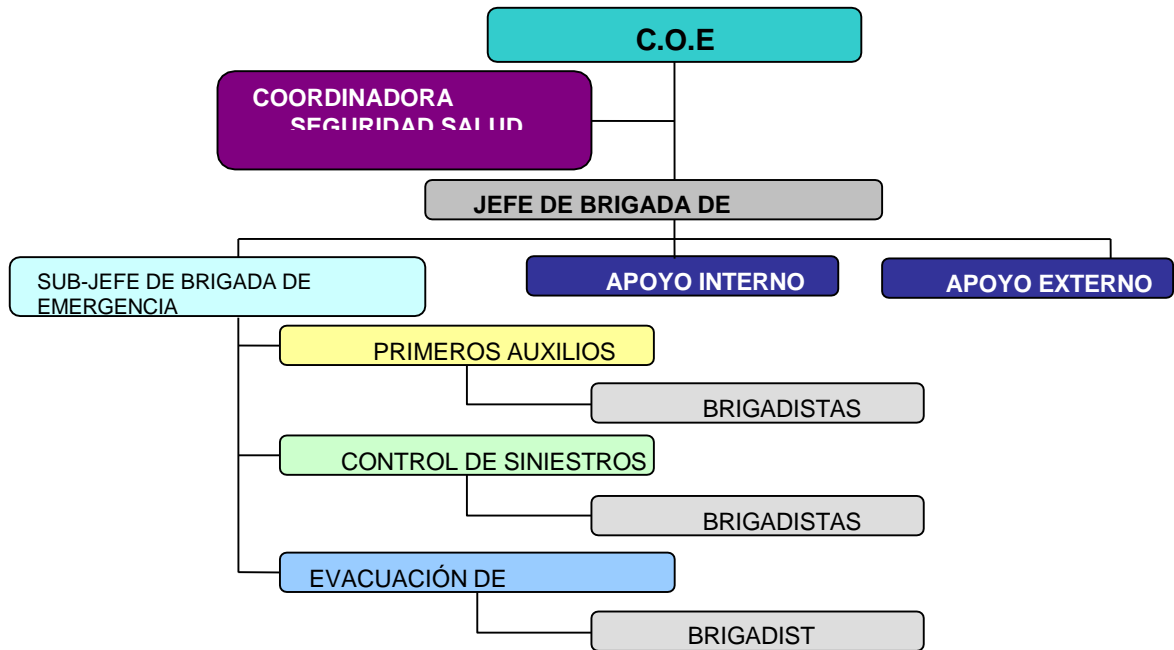 C.O.E
COORDINADORA
SEGURIDAD SALUD
JEFE DE BRIGADA DE
SUB-JEFE DE BRIGADA DE
EMERGENCIA
APOYO INTERNO
APOYO EXTERNO
PRIMEROS AUXILIOS
BRIGADISTAS
CONTROL DE SINIESTROS
BRIGADISTAS
EVACUACIÓN DE
BRIGADIST